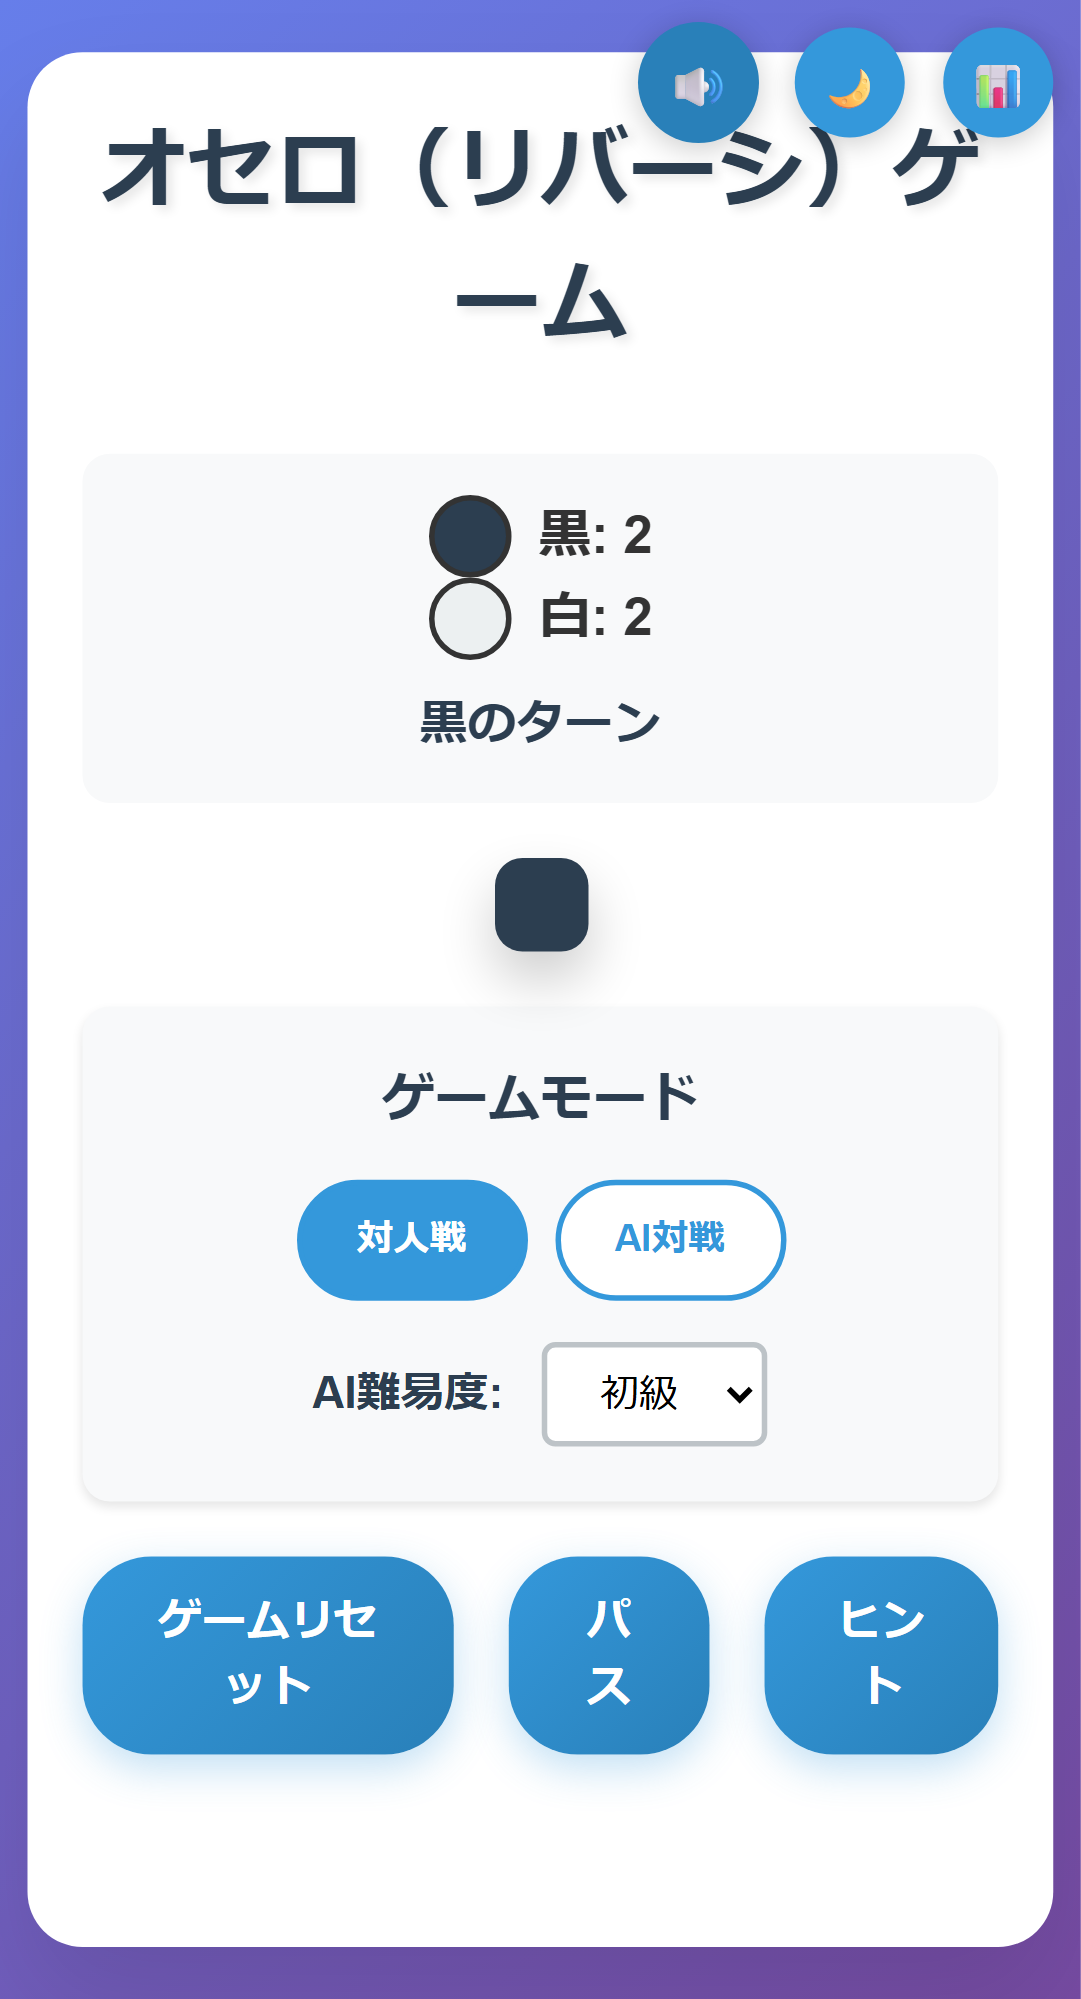 オセロ（リバーシ）ゲ
ーム
黒: 2
白: 2
黒のターン
ゲームモード
対人戦
AI対戦
AI難易度:
初級
ゲームリセ
ット
パ
ス
ヒン
ト